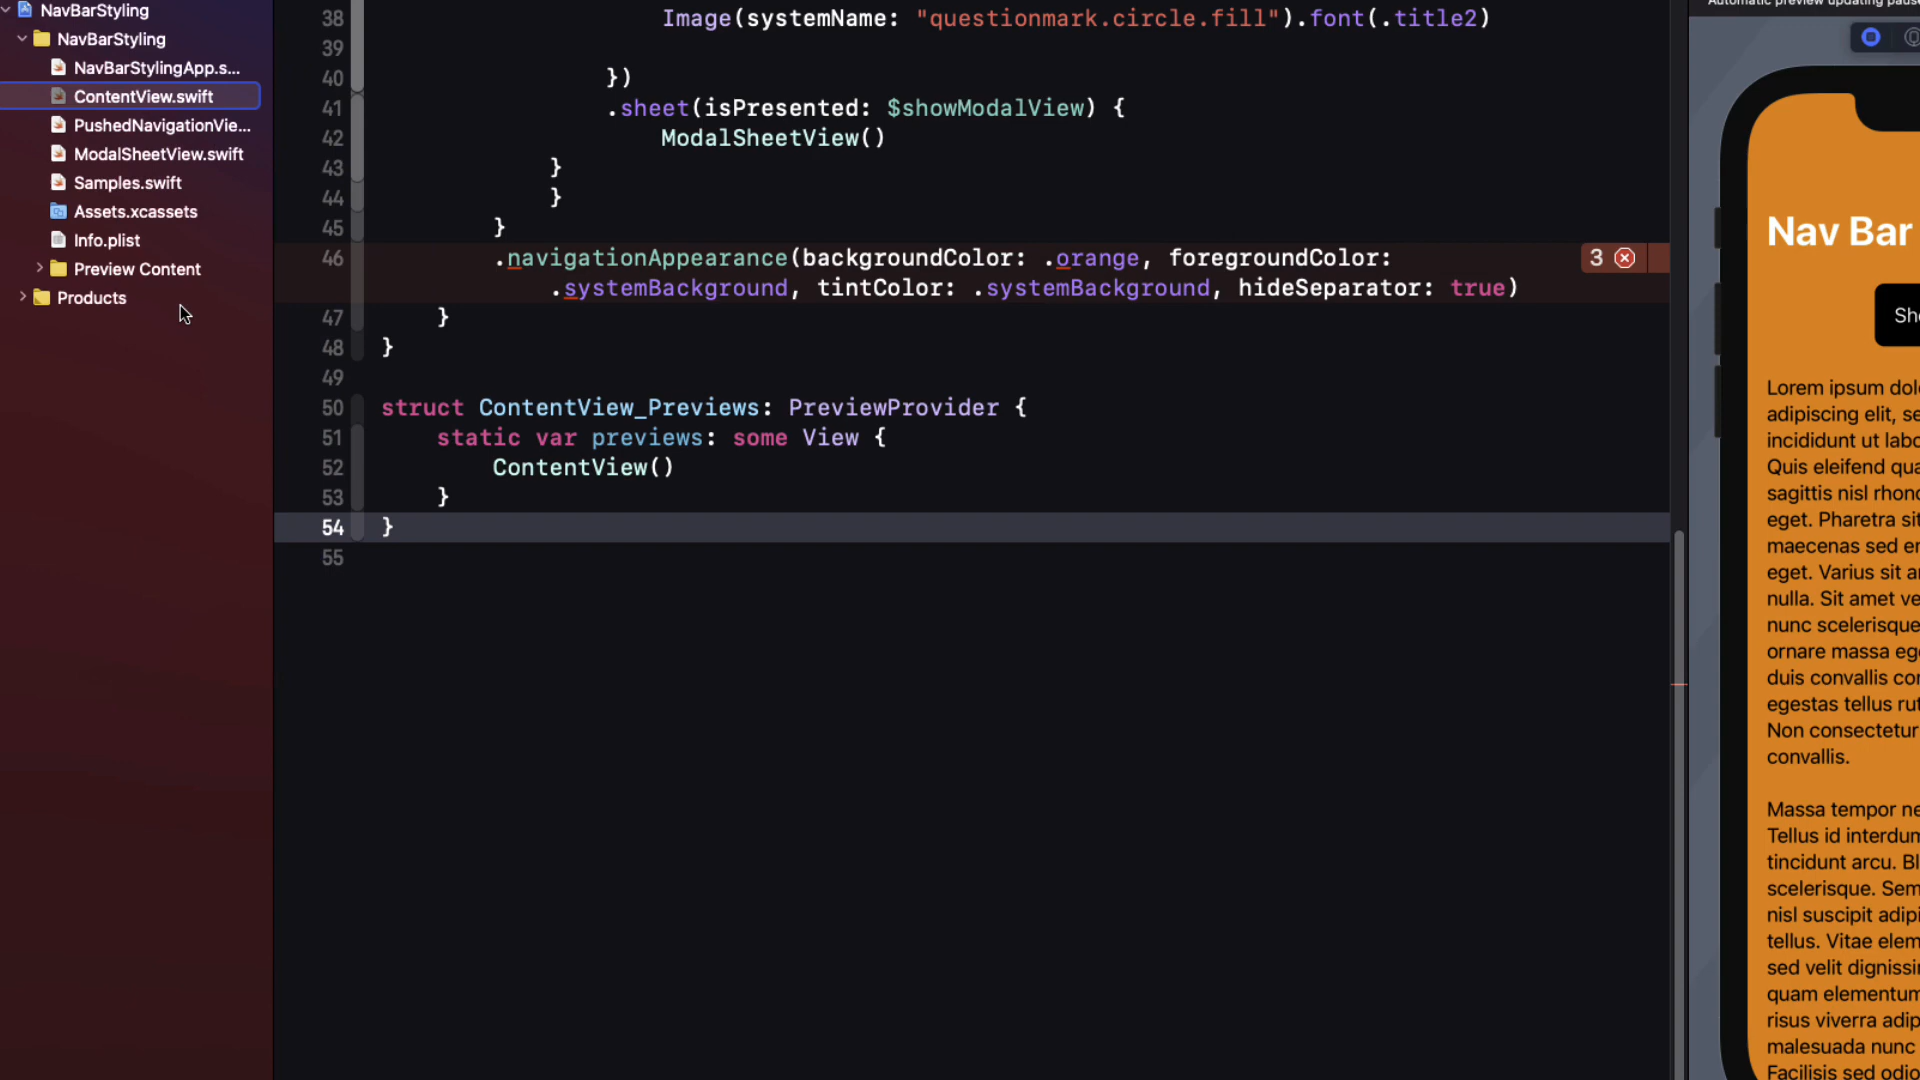 NavBarStyling
NavBarStyling
NavBarStylingApp.s...
ContentView.swift
PushedNavigationVie...
ModalSheetView.swift
Samples.swift
Assets.xcassets
Info.plist
Preview Content
Products
38 Image(systemName: "questionmark.circle.fill").font(.title2)
39
40 })
41 .sheet(isPresented: $showModalView) {
42 ModalSheetView()
43 }
44 }
45 }
46 .navigationAppearance(backgroundColor: .orange, foregroundColor:
.systemBackground, tintColor: .systemBackground, hideSeparator: true)
3
47 }
48 }
49
50 struct ContentView_Previews: PreviewProvider {
51 static var previews: some View {
52 ContentView()
53 }
54 }
55
Automatic preview updating
Nav Bar
Sho
Lorem ipsum
adipiscing elit,
incididunt ut
Quis eleifend
sagittis nisl
eget. Pharetra
maecenas sed
eget. Varius sit
nulla. Sit amet
nunc scelerisque
ornare massa
duis convallis
egestas tellus
Non consectetur
convallis.
Massa tempor
Tellus id
tincidunt arcu.
scelerisque.
nisl suscipit
tellus. Vitae
sed velit
quam
risus viverra
malesuada nunc
Facilisis sed